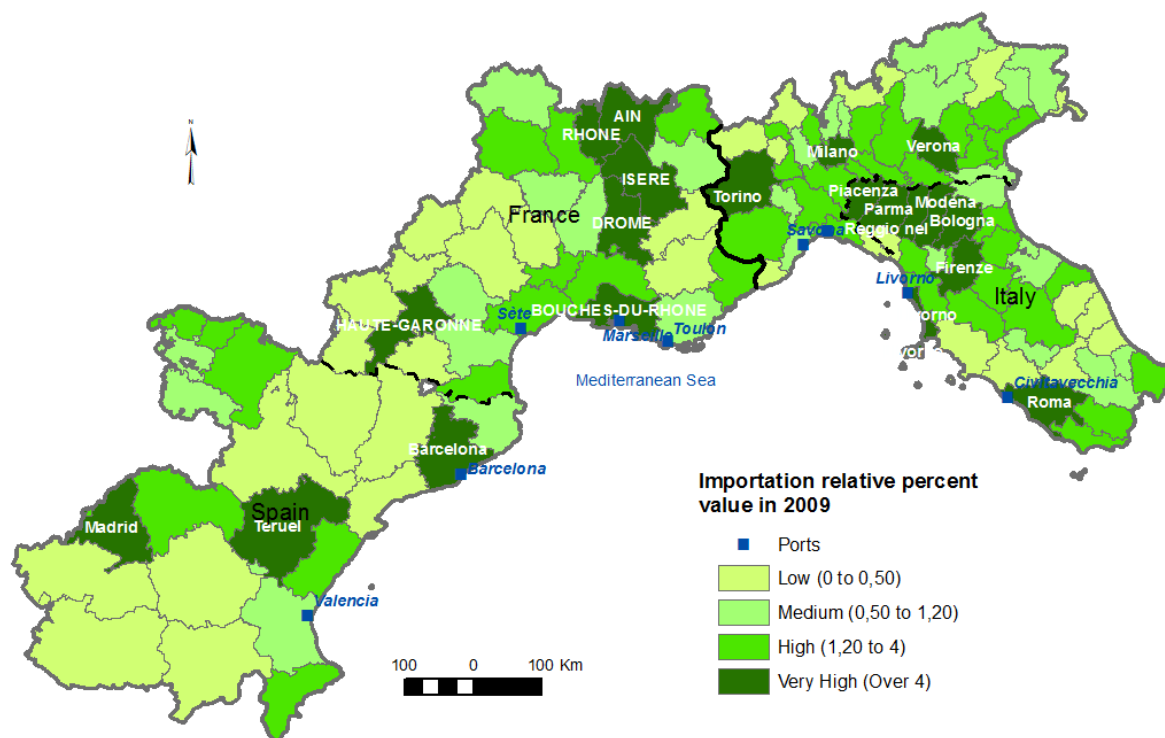 N
AIN
RHONE
ISERE
France
DROME
Torino
Milano
Verona
Piacenza
Parma
Modena
Bologna
Reggio nel
Savona
Firenze
Livorno
Italy
Sète
BOUCHES-DU-RHONE
Marseille
Toulon
HAUTE-GARONNE
Mediterranean Sea
Civitavecchia
Roma
Barcelona
Barcelona
Spain
Madrid
Teruel
Valencia
100 0 100 Km
Importation relative percent
value in 2009
Ports
Low (0 to 0,50)
Medium (0,50 to 1,20)
High (1,20 to 4)
Very High (Over 4)